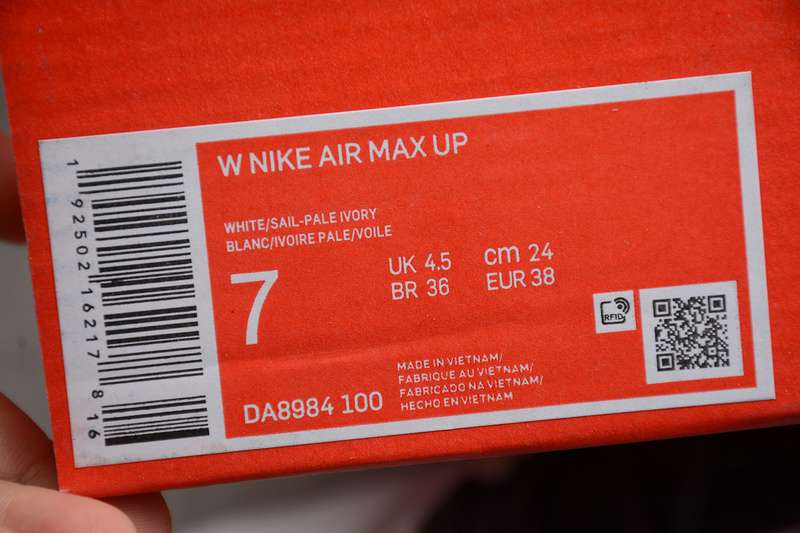 W NIKE AIR MAX UP
WHITE/SAIL-PALE IVORY
BLANC/IVOIRE PALE/VOILE
7
UK 4.5 cm 24
BR 36 EUR 38
RFID
DA8984 100
MADE IN VIETNAM/
FABRIQUE AU VIETNAM/
FABRICADO NA VIETNAM/
HECHO EN VIETNAM
1 92502 16217 8 16